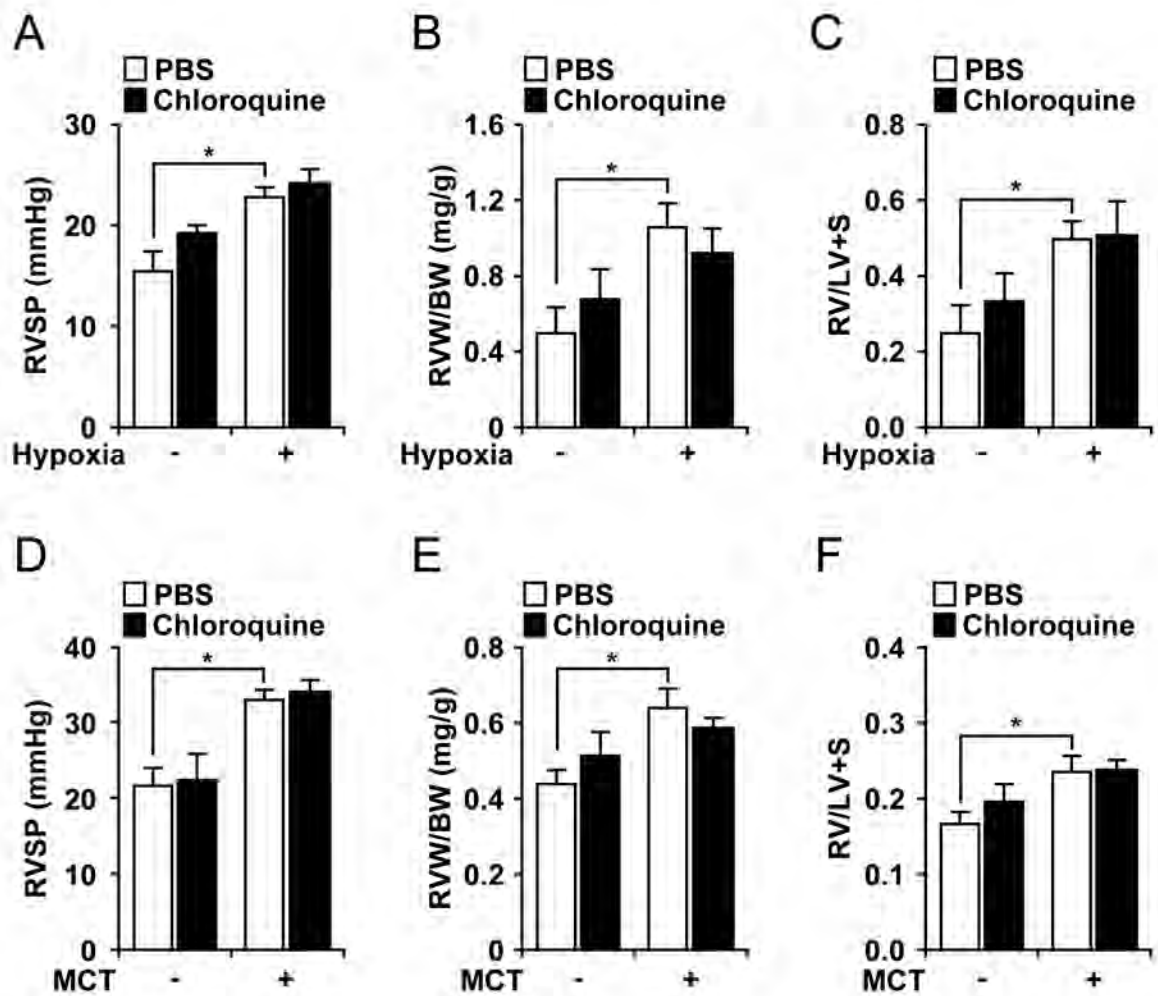 A
PBS
Chloroquine
30
20
10
0
RVSP (mmHg)
*
Hypoxia - +
B
PBS
Chloroquine
1.6
1.2
0.8
0.4
0
RVW/BW (mg/g)
*
Hypoxia - +
C
PBS
Chloroquine
0.8
0.6
0.4
0.2
0.0
RV/LV+S
*
Hypoxia - +
D
PBS
Chloroquine
40
30
20
10
0
RVSP (mmHg)
*
MCT - +
E
PBS
Chloroquine
0.8
0.6
0.4
0.2
0
RVW/BW (mg/g)
*
MCT - +
F
PBS
Chloroquine
0.4
0.3
0.2
0.1
0.0
RV/LV+S
*
MCT - +